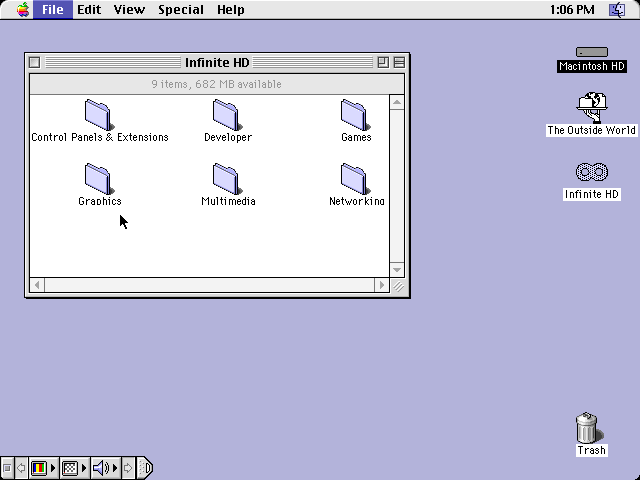 File Edit View Special Help 1:06 PM
Infinite HD
9 items, 682 MB available
Control Panels & Extensions Developer Games
Graphics Multimedia Networking
Macintosh HD
The Outside World
Infinite HD
Trash